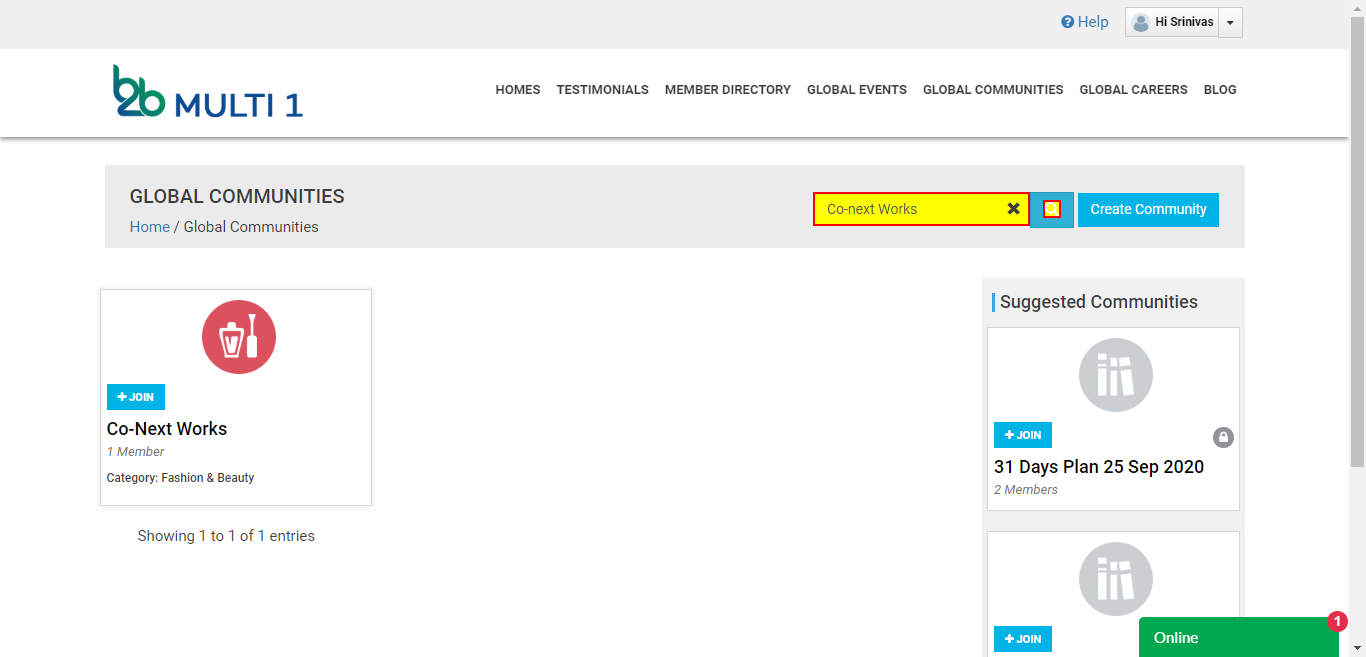 Help
Hi Srinivas
b2b MULTI 1
HOMES TESTIMONIALS MEMBER DIRECTORY GLOBAL EVENTS GLOBAL COMMUNITIES GLOBAL CAREERS BLOG
GLOBAL COMMUNITIES
Home / Global Communities
Co-next Works
Create Community
JOIN
Co-Next Works
1 Member
Category: Fashion & Beauty
Showing 1 to 1 of 1 entries
Suggested Communities
JOIN
31 Days Plan 25 Sep 2020
2 Members
JOIN
Online
1